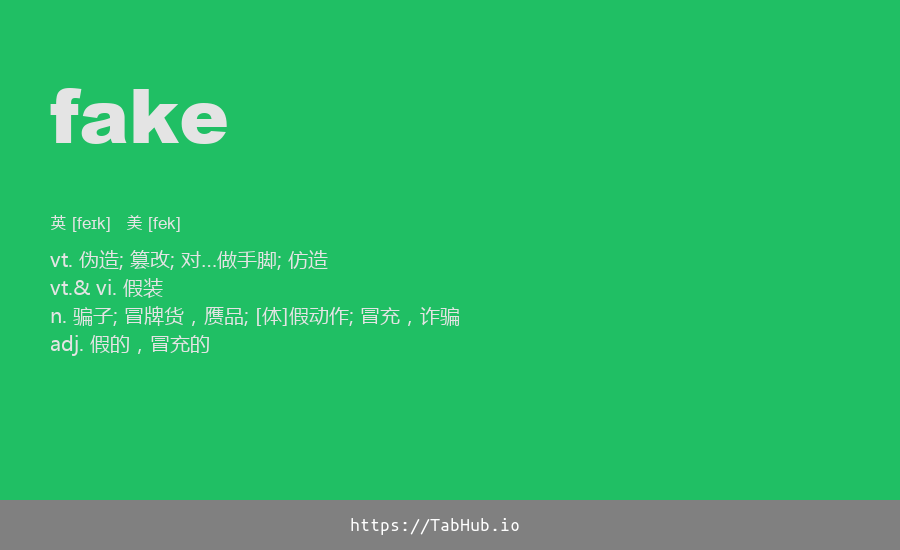 fake
英 [feɪk] 美 [fek]
vt. 伪造; 篡改; 对...做手脚; 仿造
vt.& vi. 假装
n. 骗子; 冒牌货，赝品; [体]假动作; 冒充，诈骗
adj. 假的，冒充的
https://TabHub.io